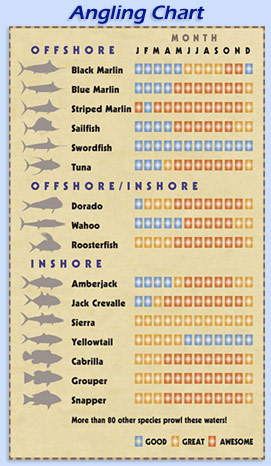 Angling Chart
MONTH
OFFSHORE J F M A M J J A S O N D
Black Marlin
Blue Marlin
Striped Marlin
Sailfish
Swordfish
Tuna
OFFSHORE/INSHORE
Dorado
Wahoo
Roosterfish
INSHORE
Amberjack
Jack Crevalle
Sierra
Yellowtail
Cabrilla
Grouper
Snapper
More than 80 other species prowl these waters!
GOOD GREAT AWESOME